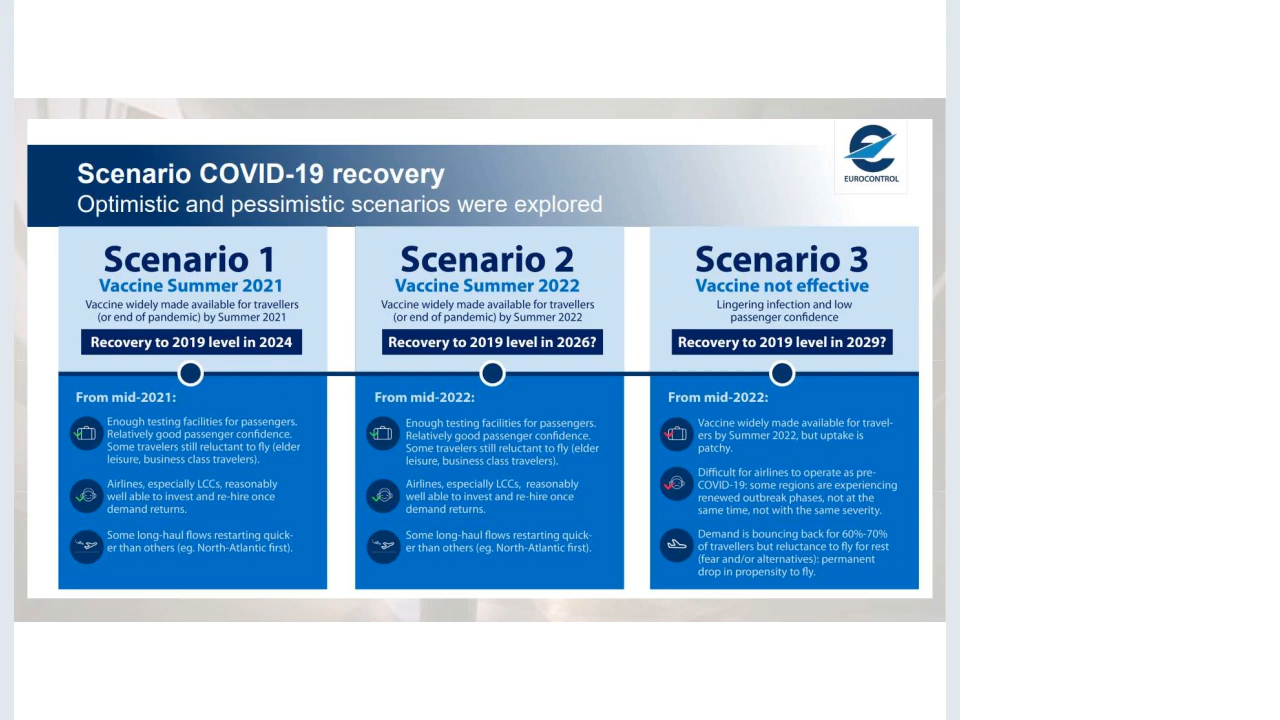 Scenario COVID-19 recovery
Optimistic and pessimistic scenarios were explored
EUROCONTROL
Scenario 1
Vaccine Summer 2021
Vaccine widely made available for travellers
(or end of pandemic) by Summer 2021
Recovery to 2019 level in 2024
From mid-2021:
Enough testing facilities for passengers.
Relatively good passenger confidence.
Some travelers still reluctant to fly (elder
leisure, business class travelers).
Airlines, especially LCCs, reasonably
well able to invest and re-hire once
demand returns.
Some long-haul flows restarting quick-
er than others (eg. North-Atlantic first).
Scenario 2
Vaccine Summer 2022
Vaccine widely made available for travellers
(or end of pandemic) by Summer 2022
Recovery to 2019 level in 2026?
From mid-2022:
Enough testing facilities for passengers.
Relatively good passenger confidence.
Some travelers still reluctant to fly (elder
leisure, business class travelers).
Airlines, especially LCCs, reasonably
well able to invest and re-hire once
demand returns.
Some long-haul flows restarting quick-
er than others (eg. North-Atlantic first).
Scenario 3
Vaccine not effective
Lingering infection and low
passenger confidence
Recovery to 2019 level in 2029?
From mid-2022:
Vaccine widely made available for travel-
ers by Summer 2022, but uptake is
patchy.
Difficult for airlines to operate as pre-
COVID-19: some regions are experiencing
renewed outbreak phases, not at the
same time, not with the same severity.
Demand is bouncing back for 60%-70%
of travellers but reluctance to fly for rest
(fear and/or alternatives): permanent
drop in propensity to fly.